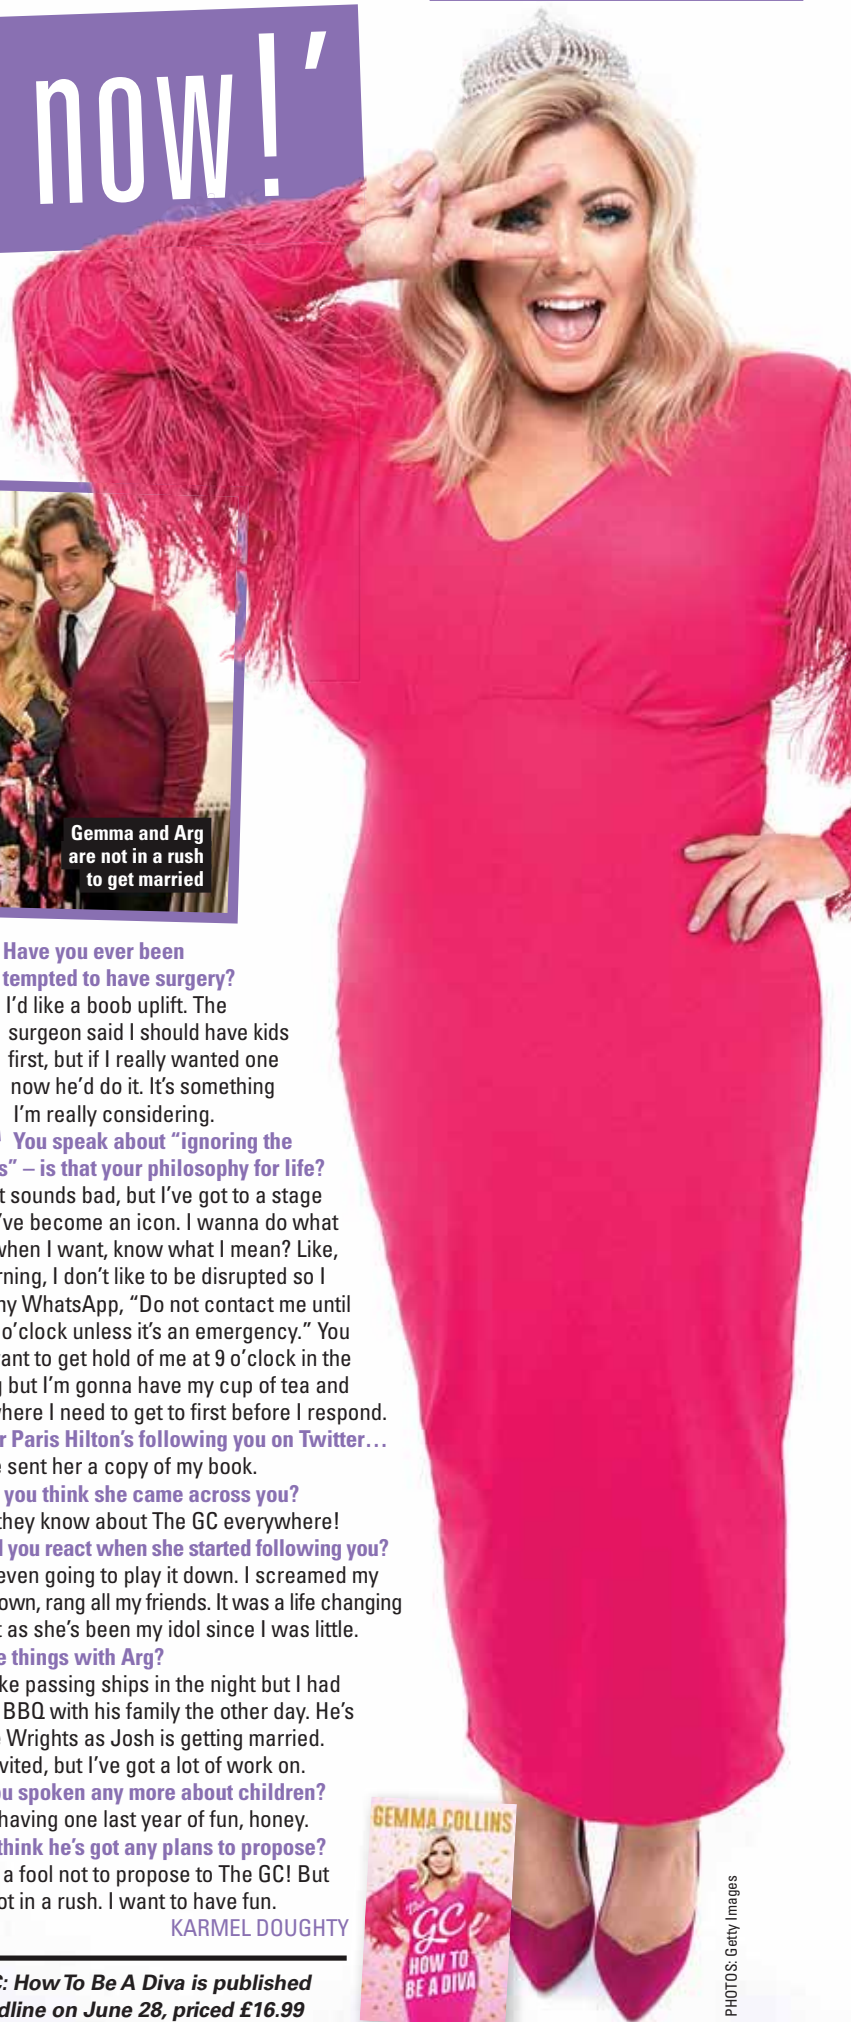 now!’
Gemma and Arg
are not in a rush
to get married
Have you ever been
tempted to have surgery?
I’d like a boob uplift. The
surgeon said I should have kids
first, but if I really wanted one
now he’d do it. It’s something
I’m really considering.
You speak about “ignoring the
s” – is that your philosophy for life?
t sounds bad, but I’ve got to a stage
’ve become an icon. I wanna do what
when I want, know what I mean? Like,
rning, I don’t like to be disrupted so I
my WhatsApp, “Do not contact me until
o’clock unless it’s an emergency.” You
ant to get hold of me at 9 o’clock in the
g but I’m gonna have my cup of tea and
where I need to get to first before I respond.
r Paris Hilton’s following you on Twitter…
e sent her a copy of my book.
you think she came across you?
they know about The GC everywhere!
d you react when she started following you?
even going to play it down. I screamed my
own, rang all my friends. It was a life changing
t as she’s been my idol since I was little.
e things with Arg?
ke passing ships in the night but I had
BBQ with his family the other day. He’s
e Wrights as Josh is getting married.
vited, but I’ve got a lot of work on.
ou spoken any more about children?
having one last year of fun, honey.
think he’s got any plans to propose?
a fool not to propose to The GC! But
ot in a rush. I want to have fun.
KARMEL DOUGHTY
C: How To Be A Diva is published
dline on June 28, priced £16.99
GEMMA COLLINS
The
GC
HOW TO
BE A DIVA
PHOTOS: Getty Images